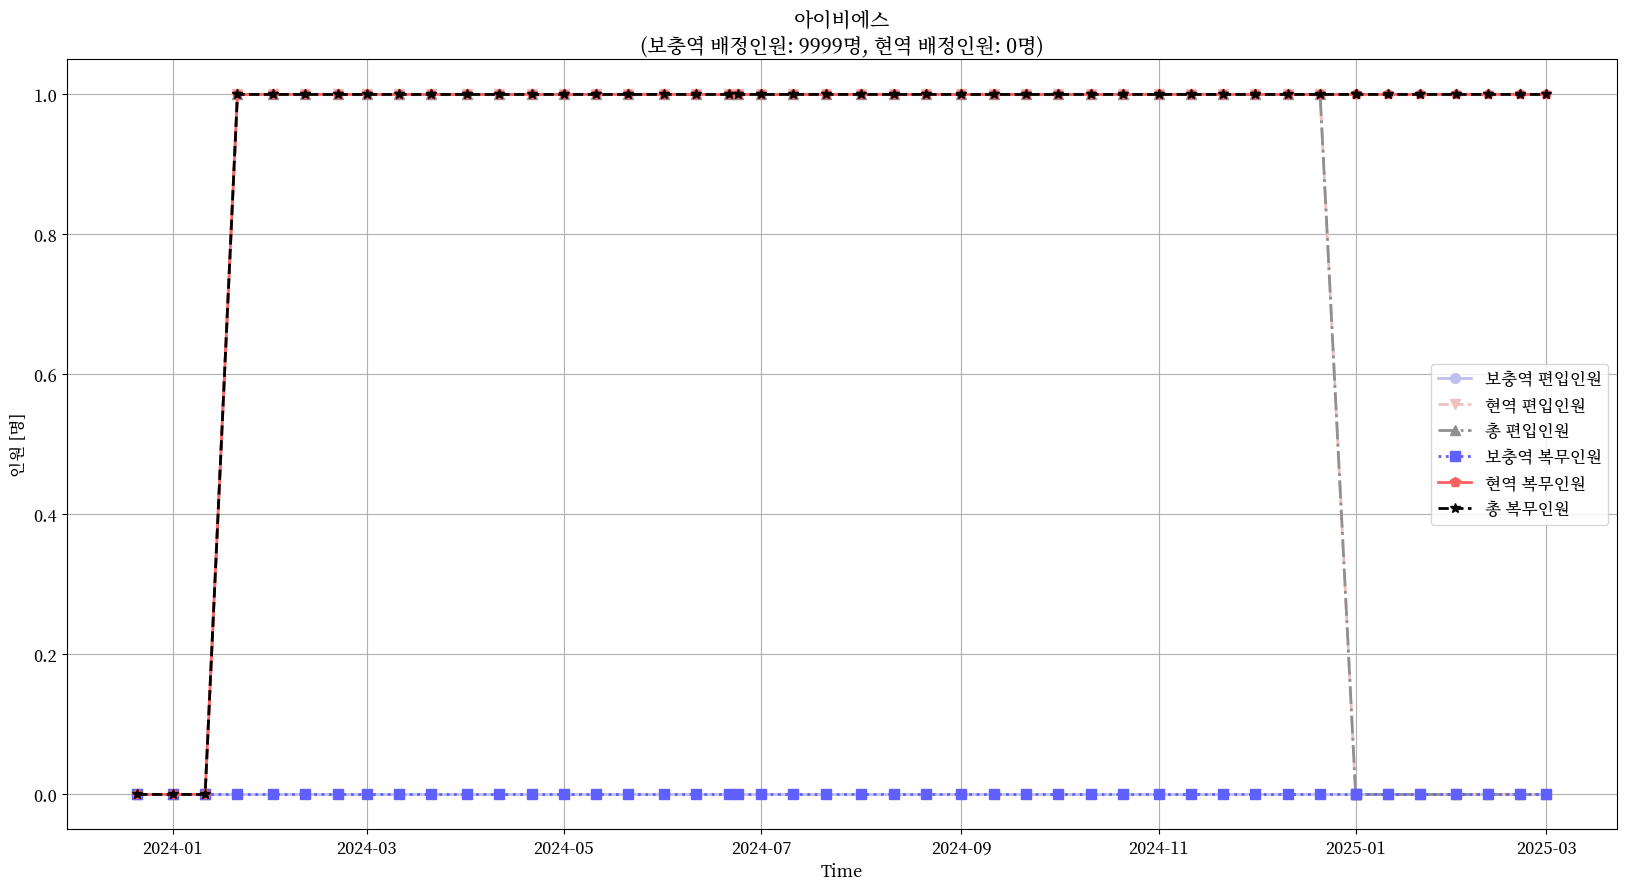 아이비에스
(보충역 배정인원: 9999명, 현역 배정인원: 0명)
1.0
0.8
0.6
0.4
0.2
0.0
인원 [명]
보충역 편입인원
현역 편입인원
총 편입인원
보충역 복무인원
현역 복무인원
총 복무인원
2024-01
2024-03
2024-05
2024-07
2024-09
2024-11
2025-01
2025-03
Time